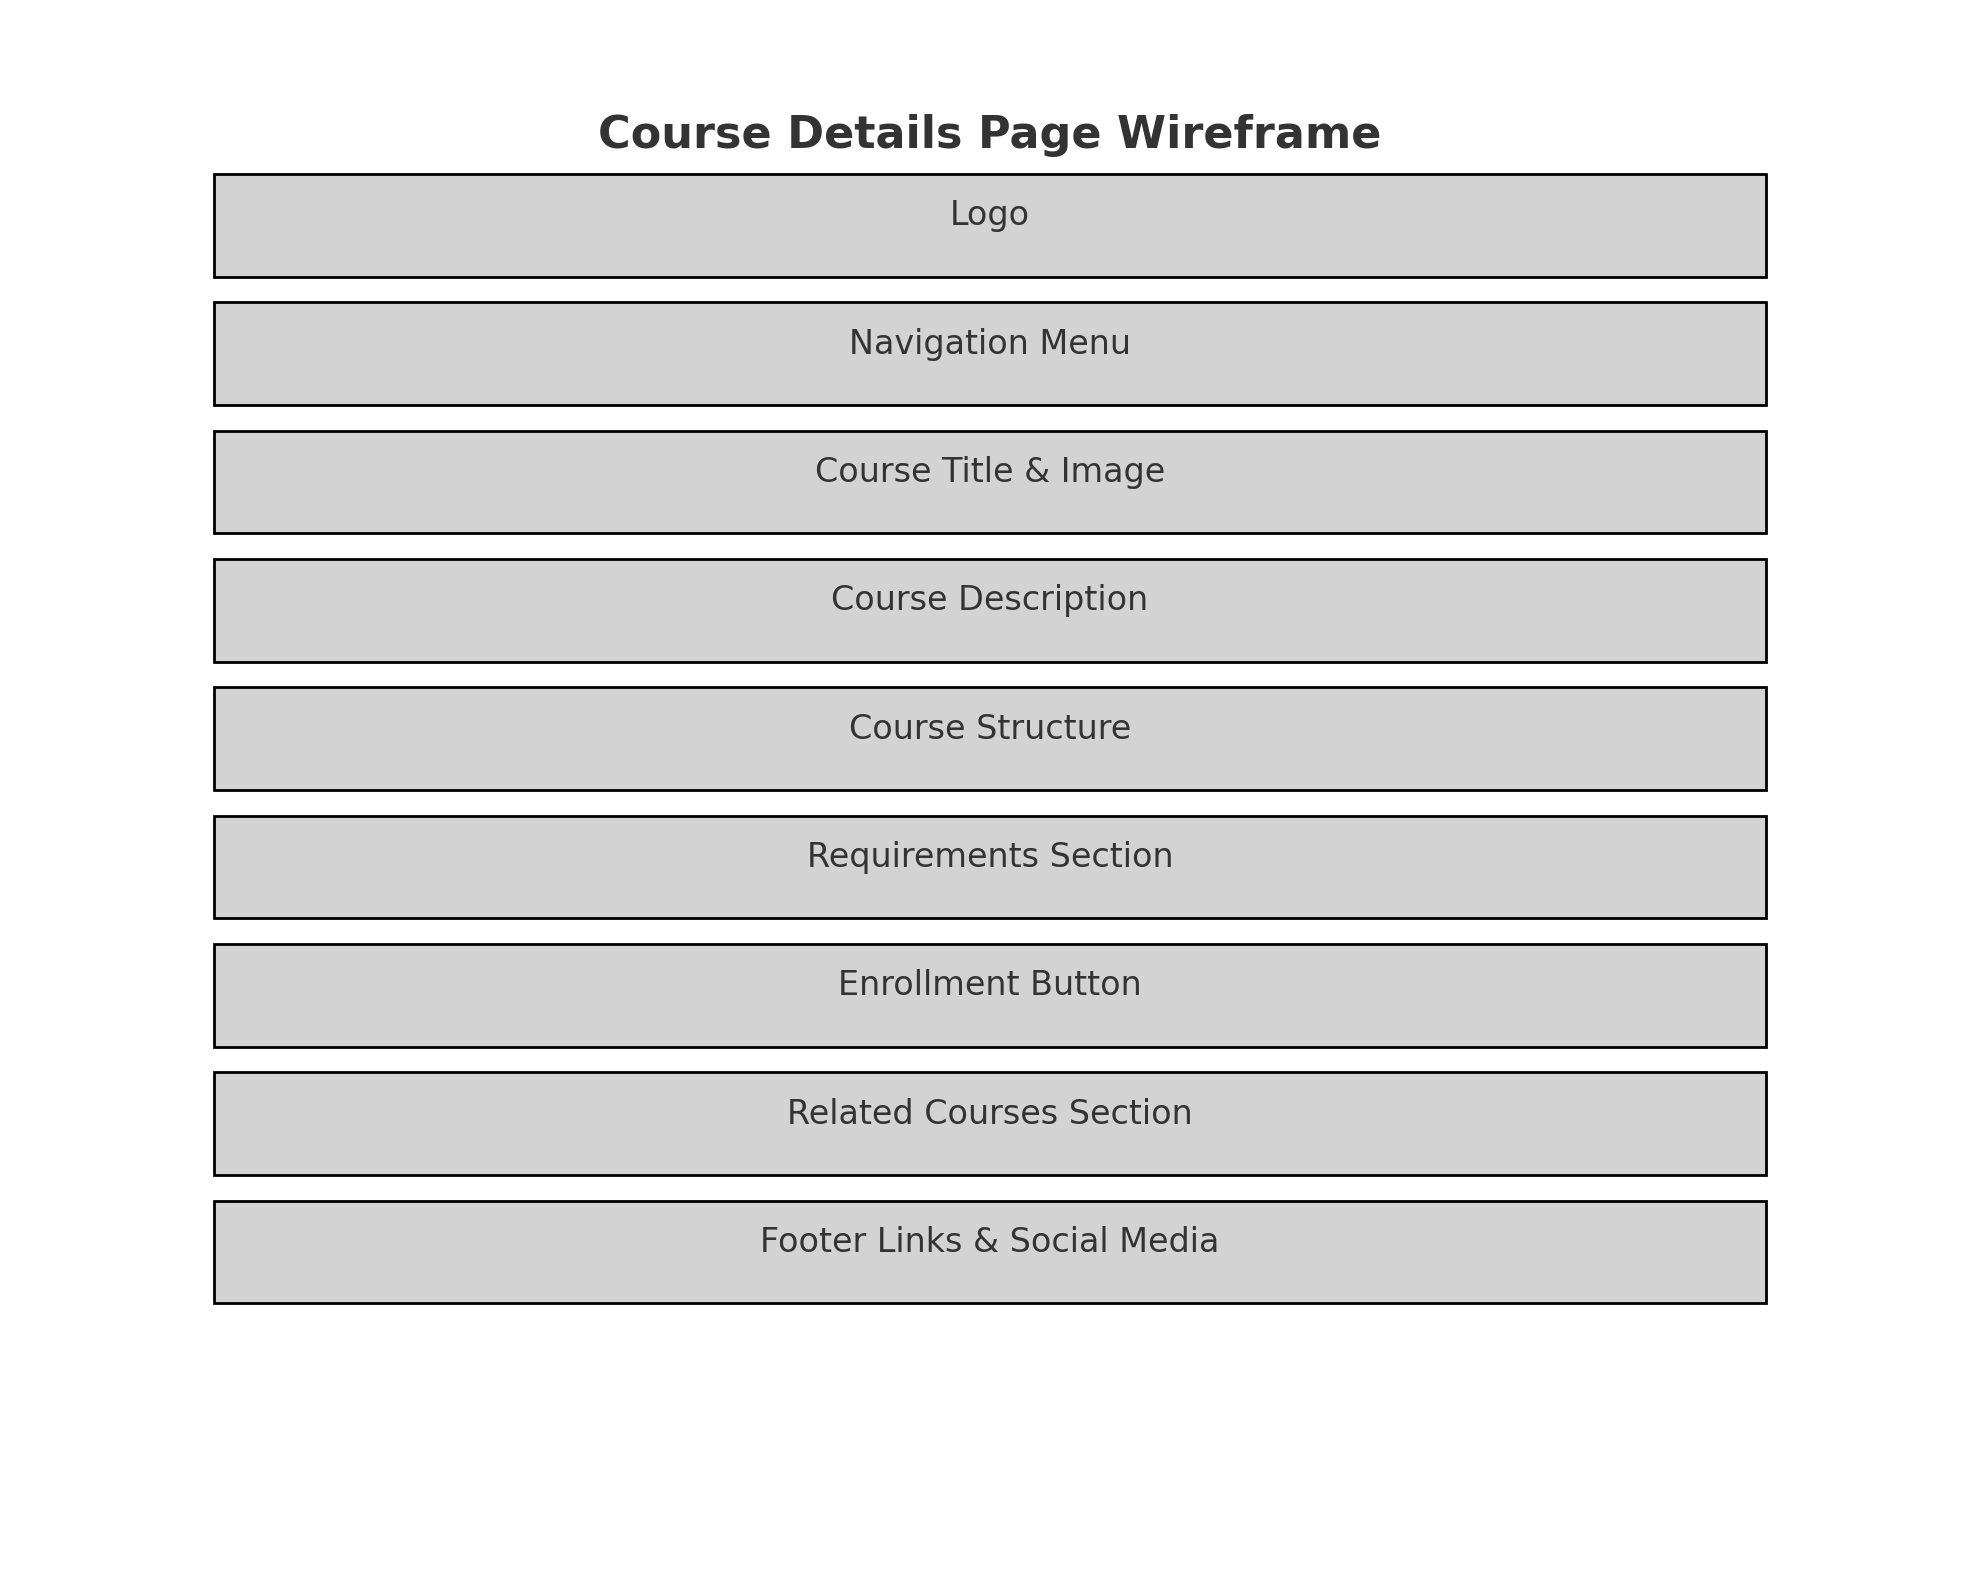 Course Details Page Wireframe
Logo
Navigation Menu
Course Title & Image
Course Description
Course Structure
Requirements Section
Enrollment Button
Related Courses Section
Footer Links & Social Media